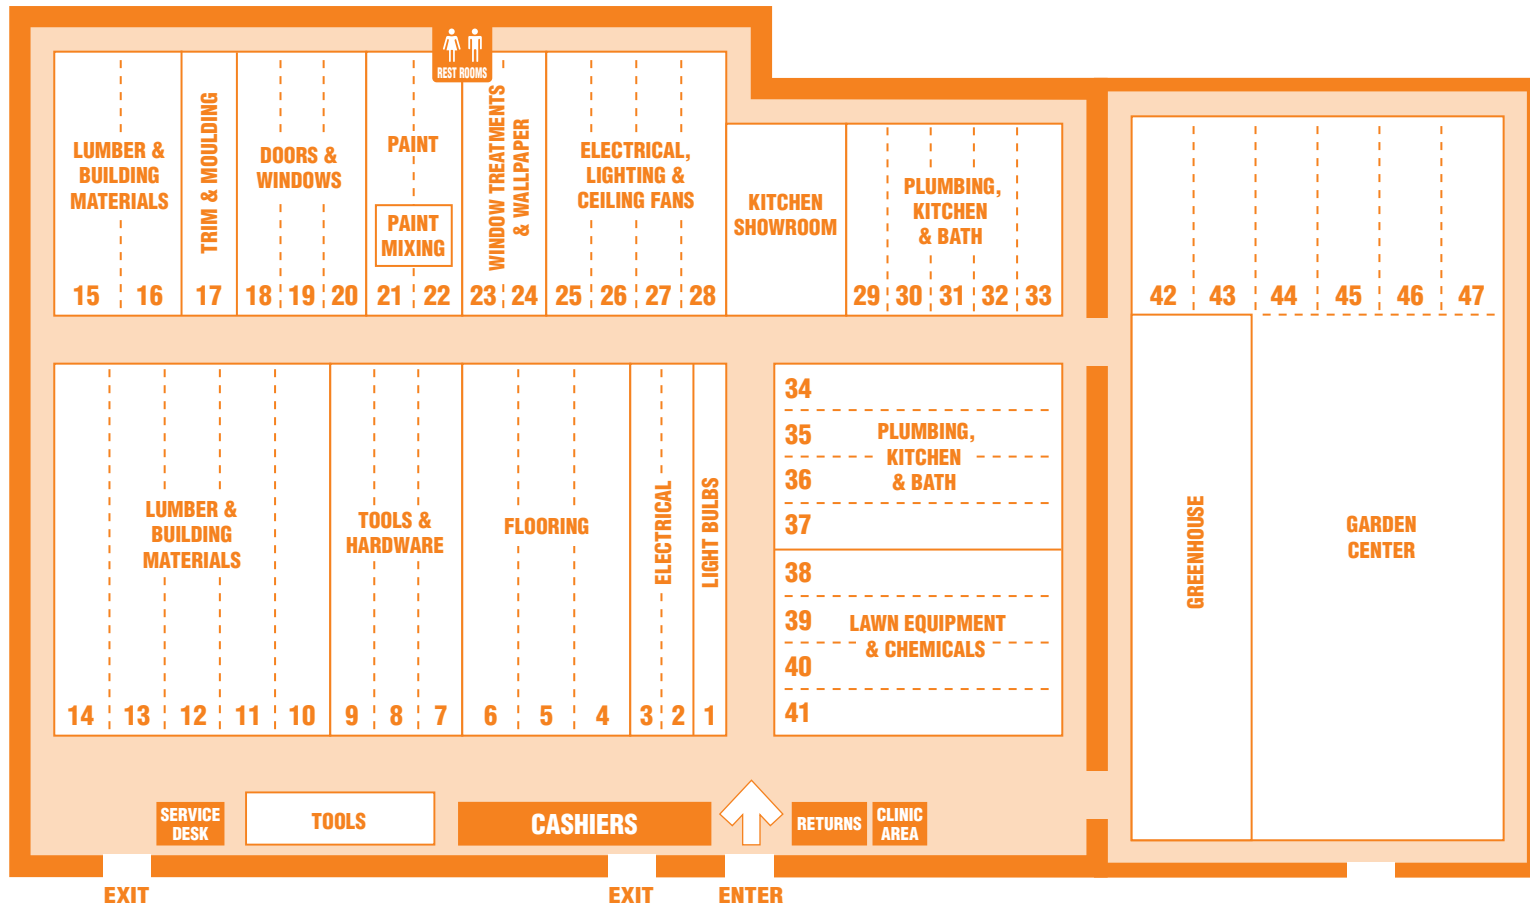 REST ROOMS
LUMBER &
BUILDING
MATERIALS
TRIM & MOULDING
DOORS &
WINDOWS
PAINT
PAINT
MIXING
WINDOW TREATMENTS
& WALLPAPER
ELECTRICAL,
LIGHTING &
CEILING FANS
KITCHEN
SHOWROOM
PLUMBING,
KITCHEN
& BATH
15 16 17 18 19 20 21 22 23 24 25 26 27 28 29 30 31 32 33
42 43 44 45 46 47
LUMBER &
BUILDING
MATERIALS
TOOLS &
HARDWARE
FLOORING
ELECTRICAL
LIGHT BULBS
14 13 12 11 10 9 8 7 6 5 4 3 2 1
34
35
36
37
PLUMBING,
KITCHEN
& BATH
38
39
40
41
LAWN EQUIPMENT
& CHEMICALS
GREENHOUSE
GARDEN
CENTER
SERVICE
DESK
TOOLS
CASHIERS
RETURNS
CLINIC
AREA
EXIT
EXIT
ENTER